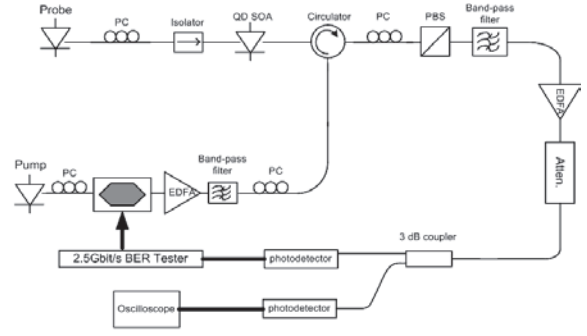 Probe
PC
Isolator
QD SOA
Circulator
PC
PBS
Band-pass
filter
EDFA
Atten.
Pump
PC
EDFA
Band-pass
filter
PC
3 dB coupler
2.5Gbit/s BER Tester
photodetector
Oscilloscope
photodetector